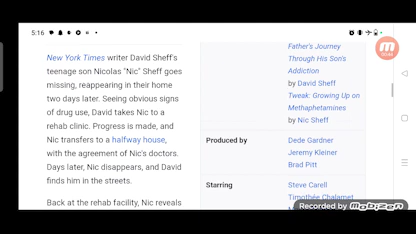 5:16
New York Times writer David Sheff's
teenage son Nicolas "Nic" Sheff goes
missing, reappearing in their home
two days later. Seeing obvious signs
of drug use, David takes Nic to a
rehab clinic. Progress is made, and
Nic transfers to a halfway house,
with the agreement of Nic's doctors.
Days later, Nic disappears, and David
finds him in the streets.
Back at the rehab facility, Nic reveals
Father's Journey
Through His Son's
Addiction
by David Sheff
Tweak: Growing Up on
Methaphetamines
by Nic Sheff
Produced by
Dede Gardner
Jeremy Kleiner
Brad Pitt
Starring
Steve Carell
Timothée Chalamet
Recorded by Mobizen